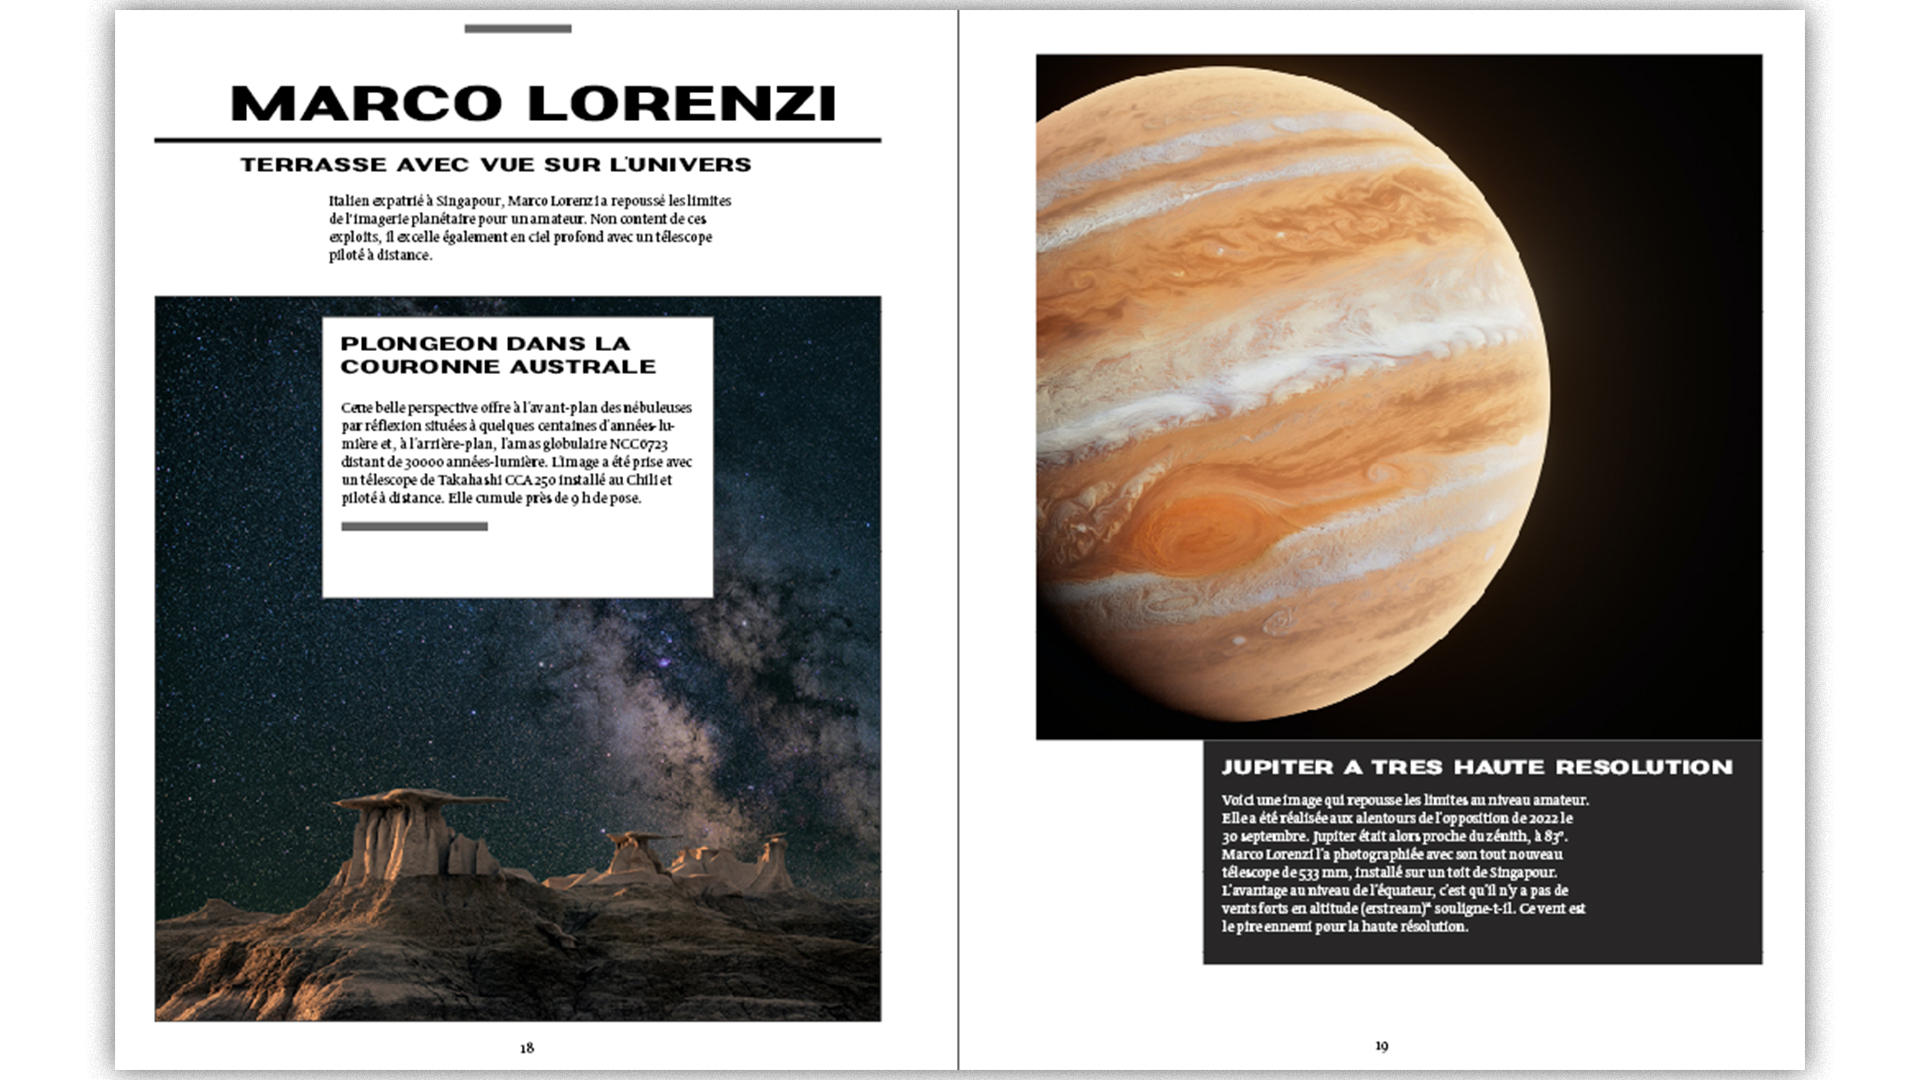 MARCO LORENZI
TERRASSE AVEC VUE SUR L'UNIVERS
Italien expatrié à Singapour, Marco Lorenzi a repoussé les limites
de l'imagerie planétaire pour un amateur. Non content de ces
exploits, il excelle également en ciel profond avec un télescope
piloté à distance.
PLONGEON DANS LA
COURONNE AUSTRALE
Cette belle perspective offre à l'avant-plan des nébuleuses
par réflexion situées à quelques centaines d'années-lu-
mière et, à l'arrière-plan, l'amas globulaire NCC6723
distant de 30000 années-lumière. L'image a été prise avec
un télescope de Takahashi CCA 250 installé au Chili et
piloté à distance. Elle cumule près de 9 h de pose.
18
JUPITER A TRES HAUTE RESOLUTION
Voici une image qui repousse les limites au niveau amateur.
Elle a été réalisée aux alentours de l'opposition de 2022 le
30 septembre. Jupiter était alors proche du zénith, à 83°.
Marco Lorenzi l'a photographiée avec son tout nouveau
télescope de 533 mm, installé sur un toit de Singapour.
L'avantage au niveau de l'équateur, c'est qu'il n'y a pas de
vents forts en altitude (erstream)" souligne-t-il. Ce vent est
le pire ennemi pour la haute résolution.
19